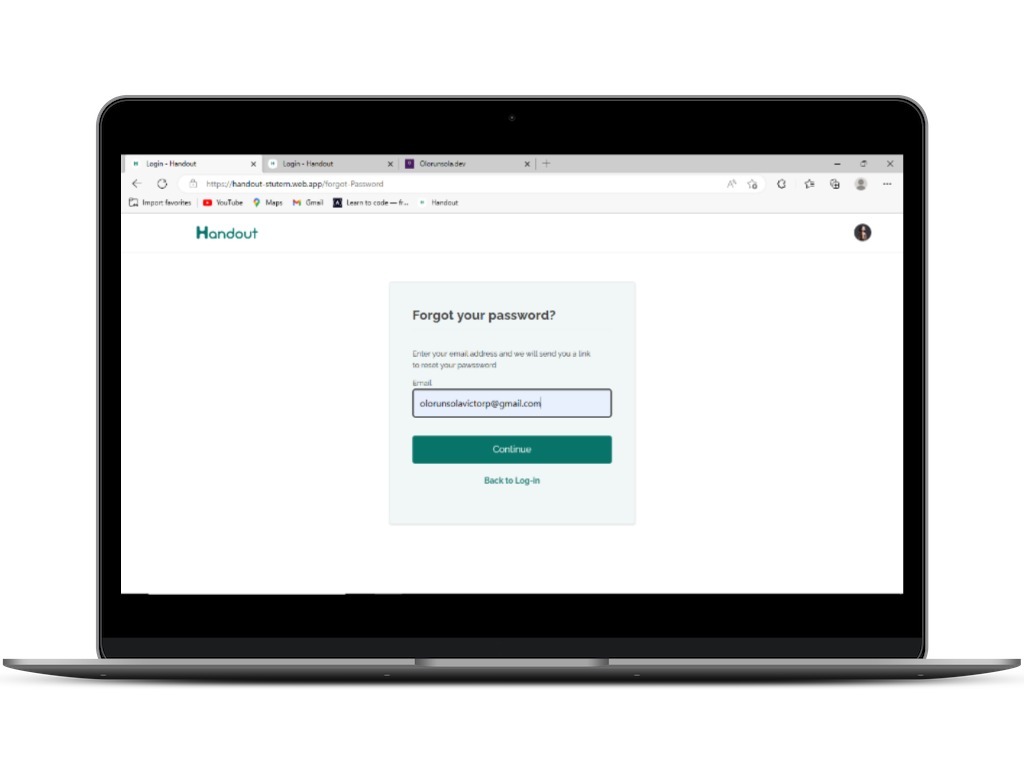 Login - Handout
Login - Handout
Olorunsola.dev
https://handout-stutern.web.app/forgot-Password
Import favorites
YouTube
Maps
Gmail
Learn to code — fr...
Handout
Handout
Forgot your password?
Enter your email address and we will send you a link
to reset your pawssword
Email
olorunsolavictorp@gmail.com
Continue
Back to Log-in